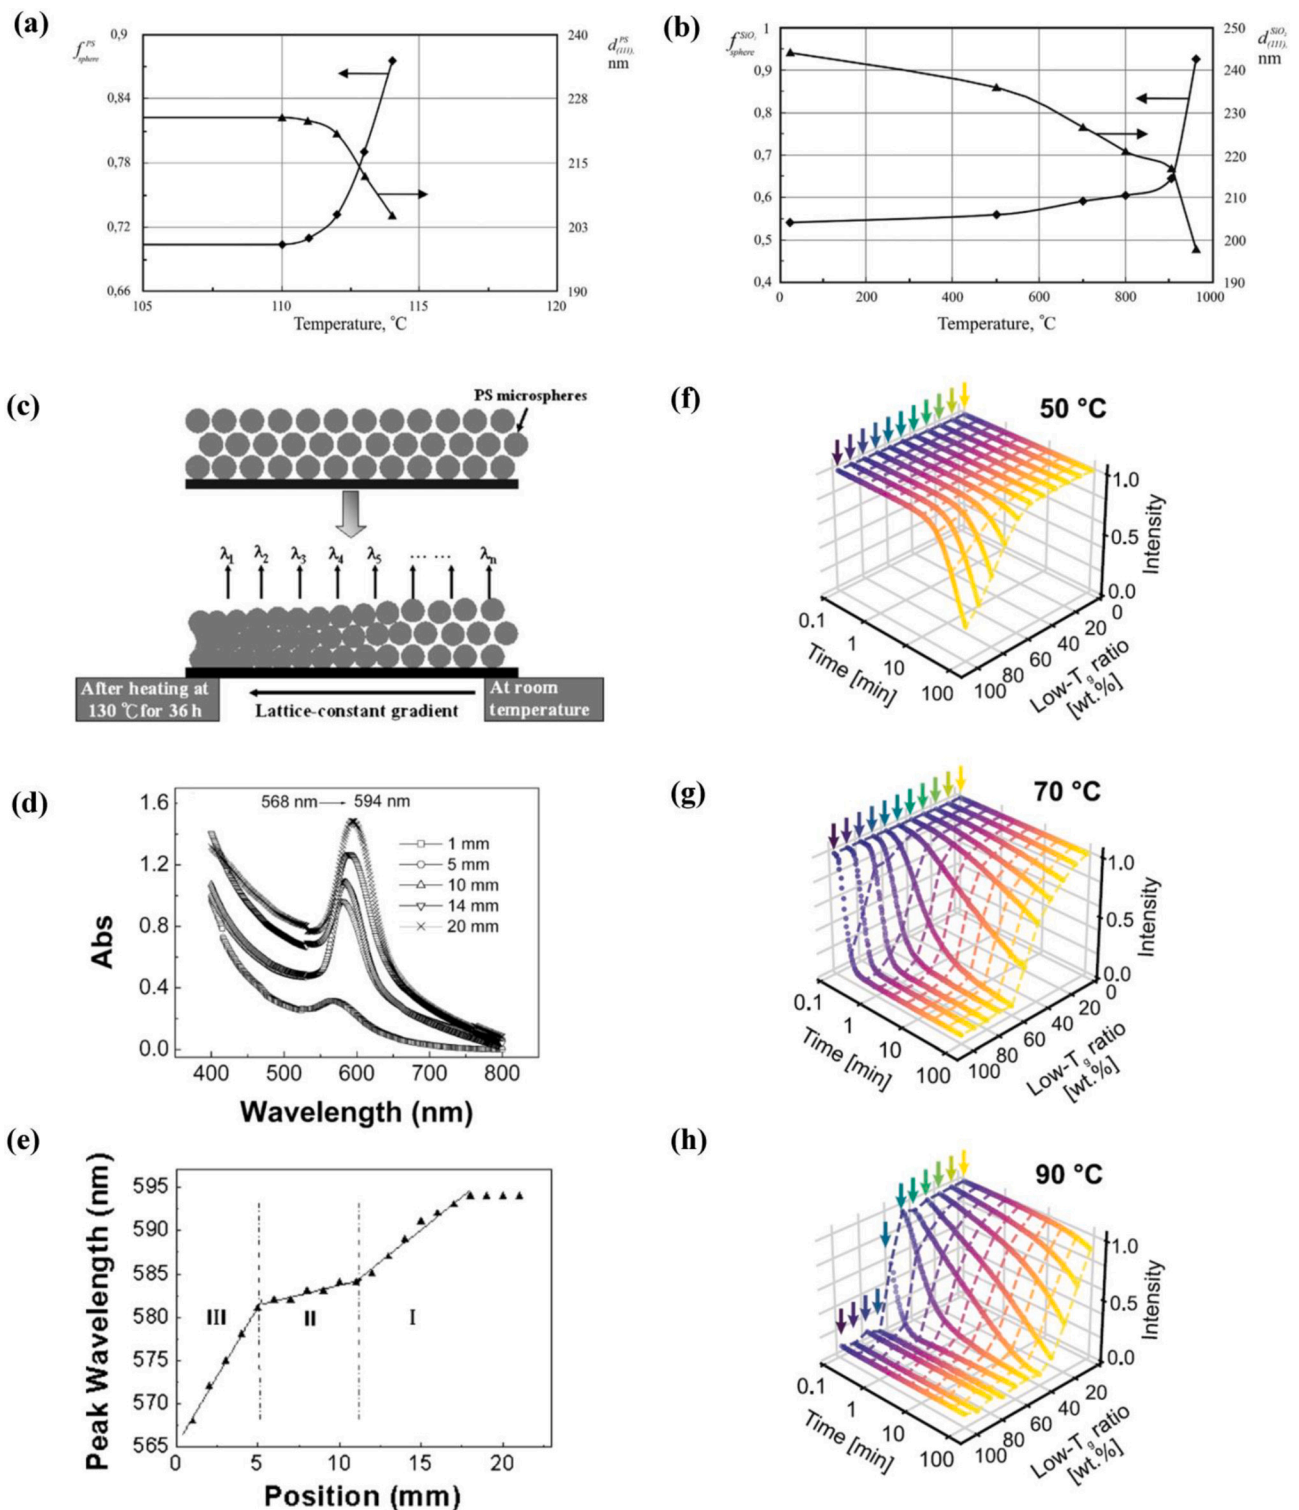 (a)
f PS sphere
0,9
0,84
0,78
0,72
0,66
240
228
215
203
190
d PS (111), nm
105
110
115
120
Temperature, °C
(b)
f SiO2 sphere
1
0,9
0,8
0,7
0,6
0,5
0,4
250
240
230
220
210
200
190
d SiO2 (111), nm
0
200
400
600
800
1000
Temperature, °C
(c)
PS microspheres
λ1 λ2 λ3 λ4 λ5 ... ... λn
After heating at
130 ℃ for 36 h
Lattice-constant gradient
At room
temperature
(d)
568 nm → 594 nm
1 mm
5 mm
10 mm
14 mm
20 mm
1.6
1.2
0.8
0.4
0.0
Abs
400 500 600 700 800
Wavelength (nm)
(e)
595
590
585
580
575
570
565
Peak Wavelength (nm)
III II I
0 5 10 15 20
Position (mm)
(f)
50 °C
1.0
0.5
0.0
Intensity
0.1
1
10
100
Time [min]
0
20
40
60
80
100
Low-Tg ratio
[wt.%]
(g)
70 °C
1.0
0.5
0.0
Intensity
0.1
1
10
100
Time [min]
0
20
40
60
80
100
Low-Tg ratio
[wt.%]
(h)
90 °C
1.0
0.5
0.0
Intensity
0.1
1
10
100
Time [min]
20
40
60
80
100
Low-Tg ratio
[wt.%]